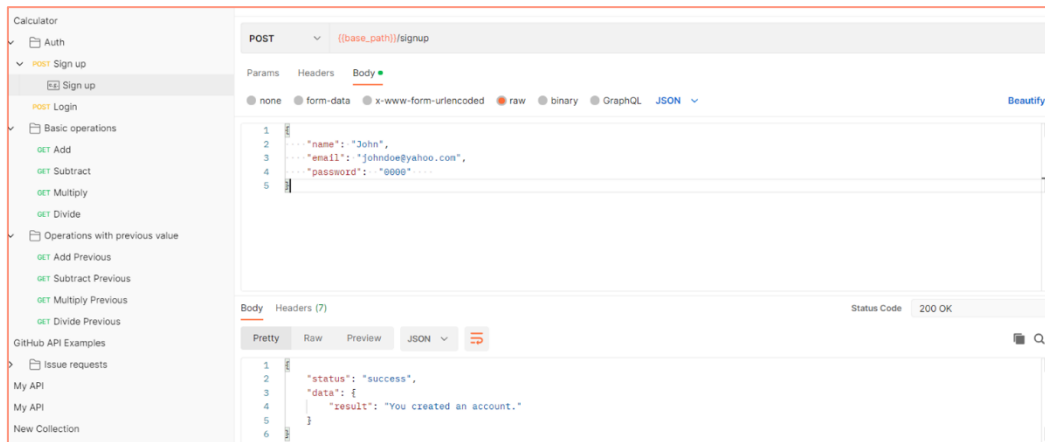 Calculator
Auth
POST Sign up
e.g. Sign up
POST Login
Basic operations
GET Add
GET Subtract
GET Multiply
GET Divide
Operations with previous value
GET Add Previous
GET Subtract Previous
GET Multiply Previous
GET Divide Previous
GitHub API Examples
Issue requests
My API
My API
New Collection
POST {{base_path}}/signup
Params Headers Body
none form-data x-www-form-urlencoded raw binary GraphQL JSON Beautify
1 {
2 "name": "John",
3 "email": "johndoe@yahoo.com",
4 "password": "0000"
5 }
Body Headers (7) Status Code 200 OK
Pretty Raw Preview JSON
1 {
2 "status": "success",
3 "data": {
4 "result": "You created an account."
5 }
6 }